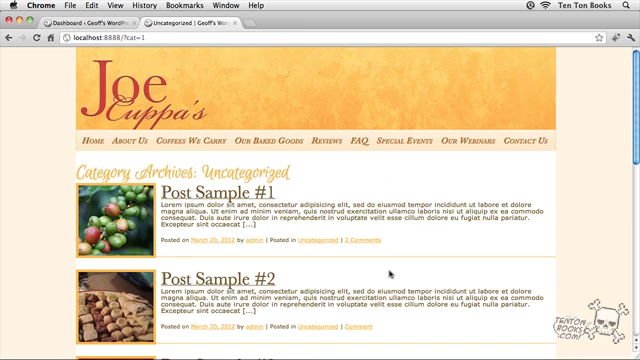 Chrome File Edit View History Bookmarks Window Help Ten Ton Books
Dashboard ‹ Geoff's WordPr Uncategorized | Geoff's Wor
localhost:8888/?cat=1
Joe
Cuppa's
Home About Us Coffees We Carry Our Baked Goods Reviews FAQ Special Events Our Webinars Contact Us
Category Archives: Uncategorized
Post Sample #1
Lorem ipsum dolor sit amet, consectetur adipisicing elit, sed do eiusmod tempor incididunt ut labore et dolore
magna aliqua. Ut enim ad minim veniam, quis nostrud exercitation ullamco laboris nisi ut aliquip ex ea commodo
consequat. Duis aute irure dolor in reprehenderit in voluptate velit esse cillum dolore eu fugiat nulla pariatur.
Excepteur sint occaecat [...]
Posted on March 20, 2012 by admin | Posted in Uncategorized | 2 Comments
Post Sample #2
Lorem ipsum dolor sit amet, consectetur adipisicing elit, sed do eiusmod tempor incididunt ut labore et dolore
magna aliqua. Ut enim ad minim veniam, quis nostrud exercitation ullamco laboris nisi ut aliquip ex ea commodo
consequat. Duis aute irure dolor in reprehenderit in voluptate velit esse cillum dolore eu fugiat nulla pariatur.
Excepteur sint occaecat [...]
Posted on March 20, 2012 by admin | Posted in Uncategorized | Comment
TENTON
BOOKS
.COM!